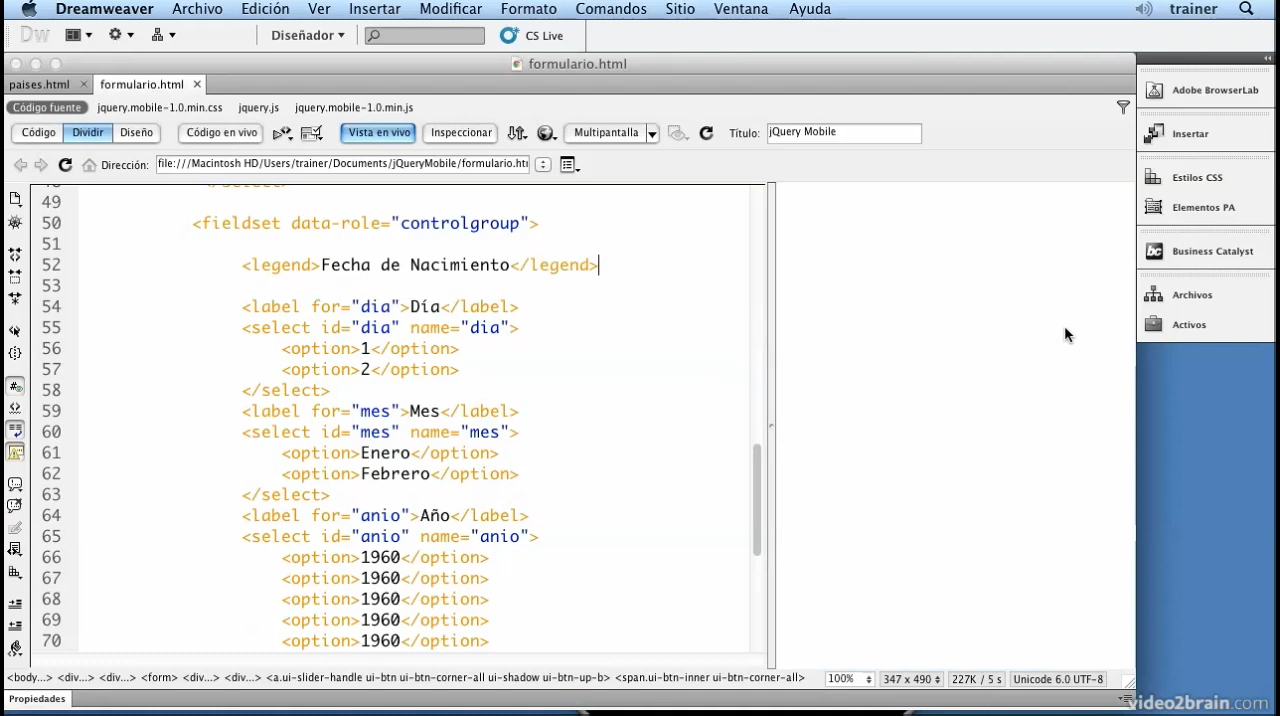 Dreamweaver Archivo Edición Ver Insertar Modificar Formato Comandos Sitio Ventana Ayuda trainer
Dw Diseñador CS Live
formulario.html
paises.html formulario.html
Código fuente jquery.mobile-1.0.min.css jquery.js jquery.mobile-1.0.min.js
Código Dividir Diseño Código en vivo Vista en vivo Inspeccionar Multipantalla Título: jQuery Mobile
Dirección: file:///Macintosh HD/Users/trainer/Documents/jQueryMobile/formulario.htm
49
50 <fieldset data-role="controlgroup">
51
52 <legend>Fecha de Nacimiento</legend>
53
54 <label for="dia">Día</label>
55 <select id="dia" name="dia">
56 <option>1</option>
57 <option>2</option>
58 </select>
59 <label for="mes">Mes</label>
60 <select id="mes" name="mes">
61 <option>Enero</option>
62 <option>Febrero</option>
63 </select>
64 <label for="anio">Año</label>
65 <select id="anio" name="anio">
66 <option>1960</option>
67 <option>1960</option>
68 <option>1960</option>
69 <option>1960</option>
70 <option>1960</option>
<body...> <div...> <div...> <form> <div...> <div...> <a.ui-slider-handle ui-btn ui-btn-corner-all ui-shadow ui-btn-up-b> <span.ui-btn-inner ui-btn-corner-all> 100% 347 x 490 227K / 5 s Unicode 6.0 UTF-8
Propiedades
Adobe BrowserLab
Insertar
Estilos CSS
Elementos PA
bc Business Catalyst
Archivos
Activos
video2brain.com